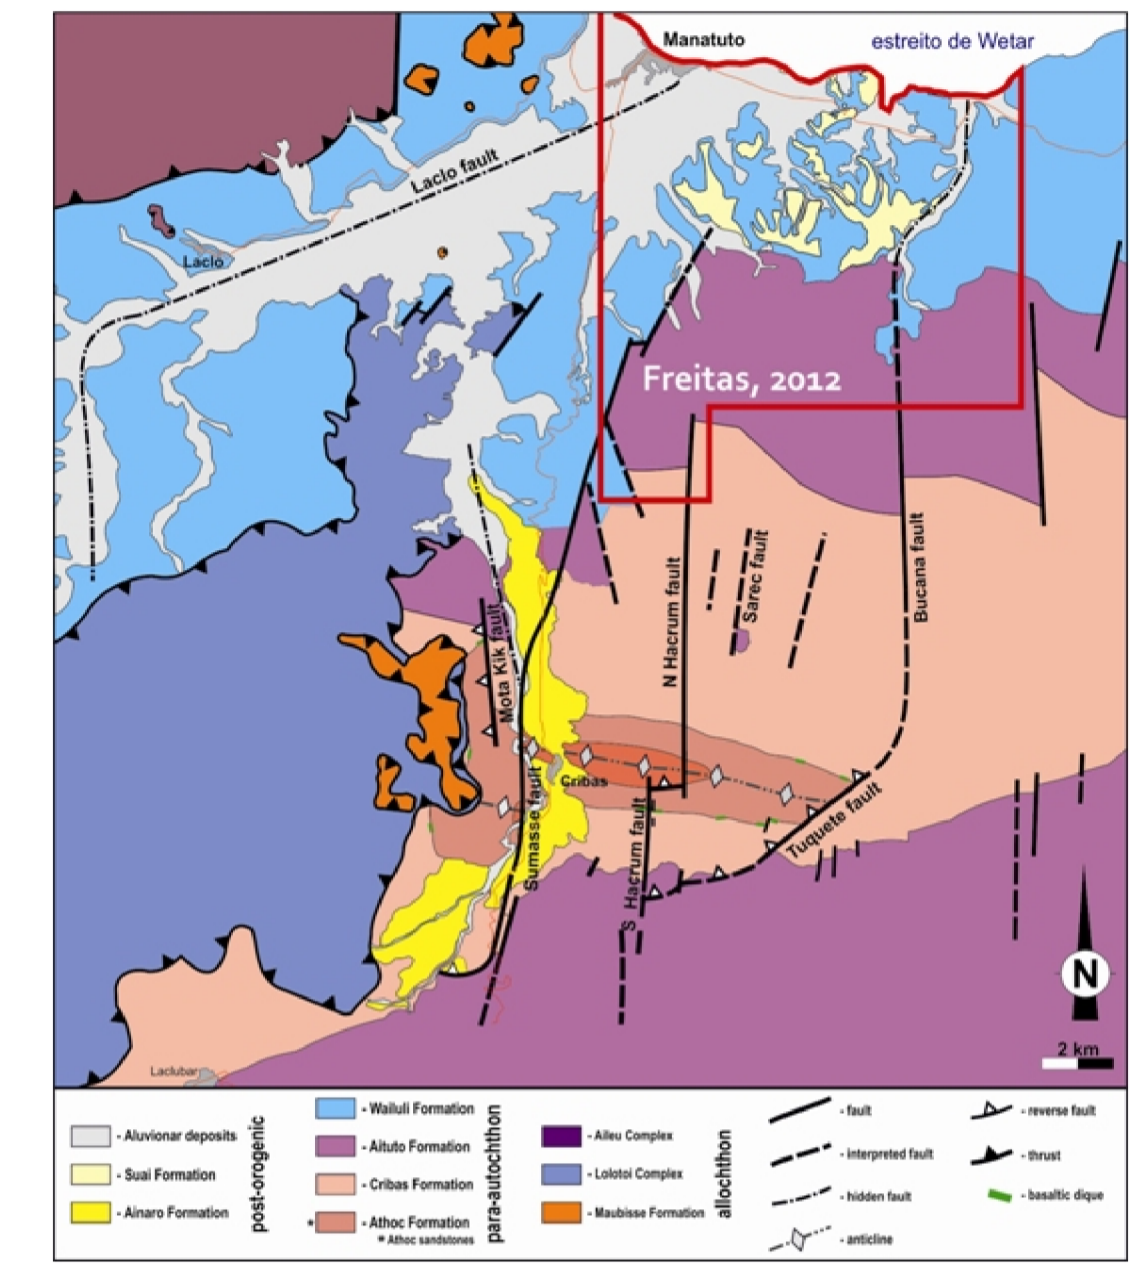 Manatuto
estreito de Wetar
Laclo fault
Laclo
Freitas, 2012
Bucana fault
Sarec fault
N Hacrum fault
Mota Kik fault
Cribas
Sumasse fault
S Hacrum fault
Tuquete fault
N
2 km
Laclubar
- Aluvionar deposits
- Suai Formation
- Ainaro Formation
post-orogenic
- Wailuli Formation
- Aituto Formation
- Cribas Formation
* - Athoc Formation
* Athoc sandstones
para-autochthon
- Aileu Complex
- Lolotoi Complex
- Maubisse Formation
allochthon
- fault
- interpreted fault
- hidden fault
- anticline
- reverse fault
- thrust
- basaltic dique